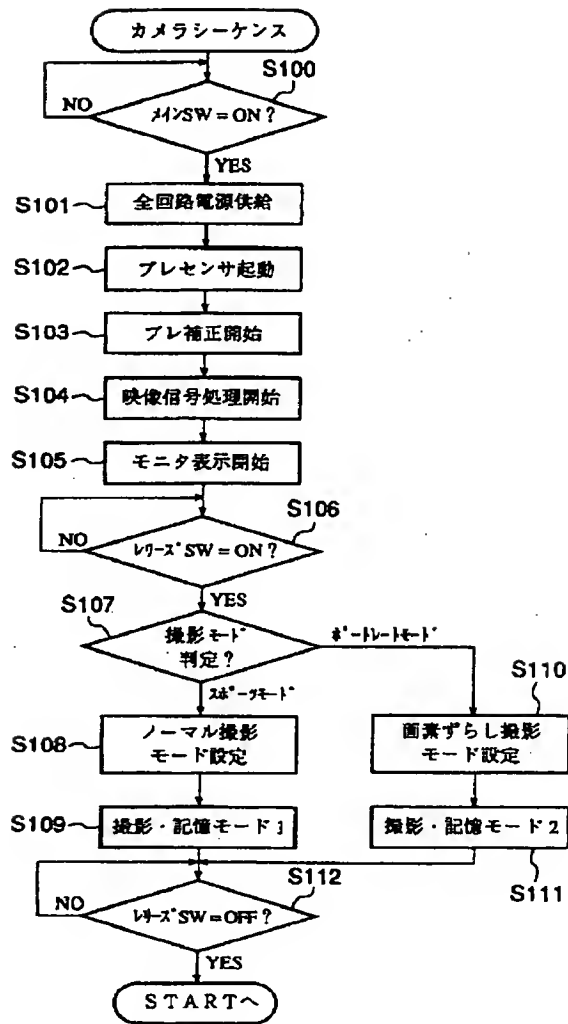 カメラシーケンス
S100
メインSW=ON?
NO
YES
S101
全回路電源供給
S102
ブレセンサ起動
S103
ブレ補正開始
S104
映像信号処理開始
S105
モニタ表示開始
S106
レリーズSW=ON?
NO
YES
S107
撮影モード
判定?
ポートレートモード
スポーツモード
S108
ノーマル撮影
モード設定
S110
画素ずらし撮影
モード設定
S109
撮影・記憶モード1
撮影・記憶モード2
S111
S112
レリーズSW=OFF?
NO
YES
STARTへ